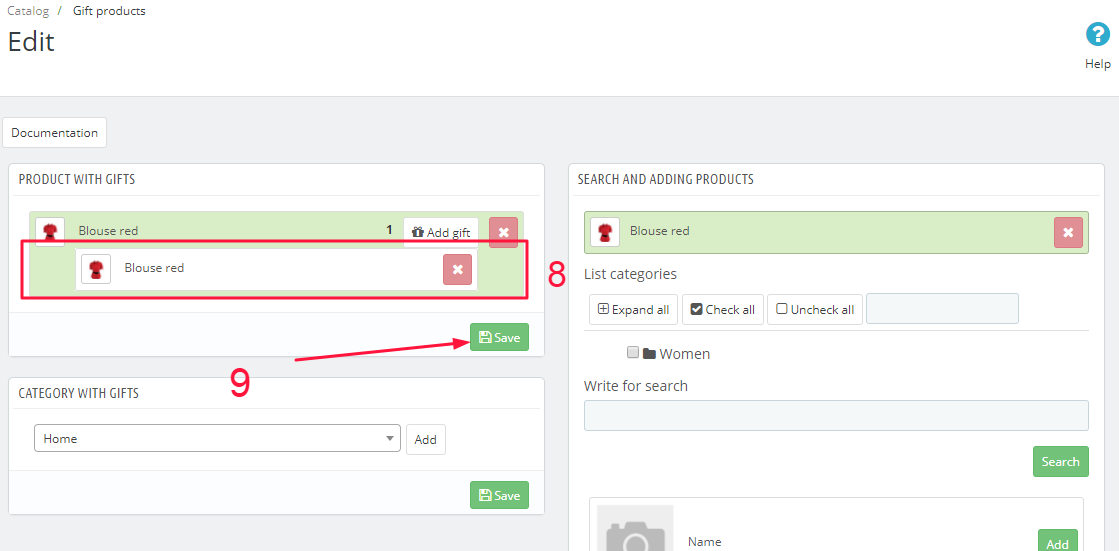 Catalog / Gift products
Edit
? Help
Documentation
PRODUCT WITH GIFTS
Blouse red 1 Add gift
Blouse red
8
Save
9
CATEGORY WITH GIFTS
Home Add
Save
SEARCH AND ADDING PRODUCTS
Blouse red
List categories
Expand all Check all Uncheck all
Women
Write for search
Search
Name Add